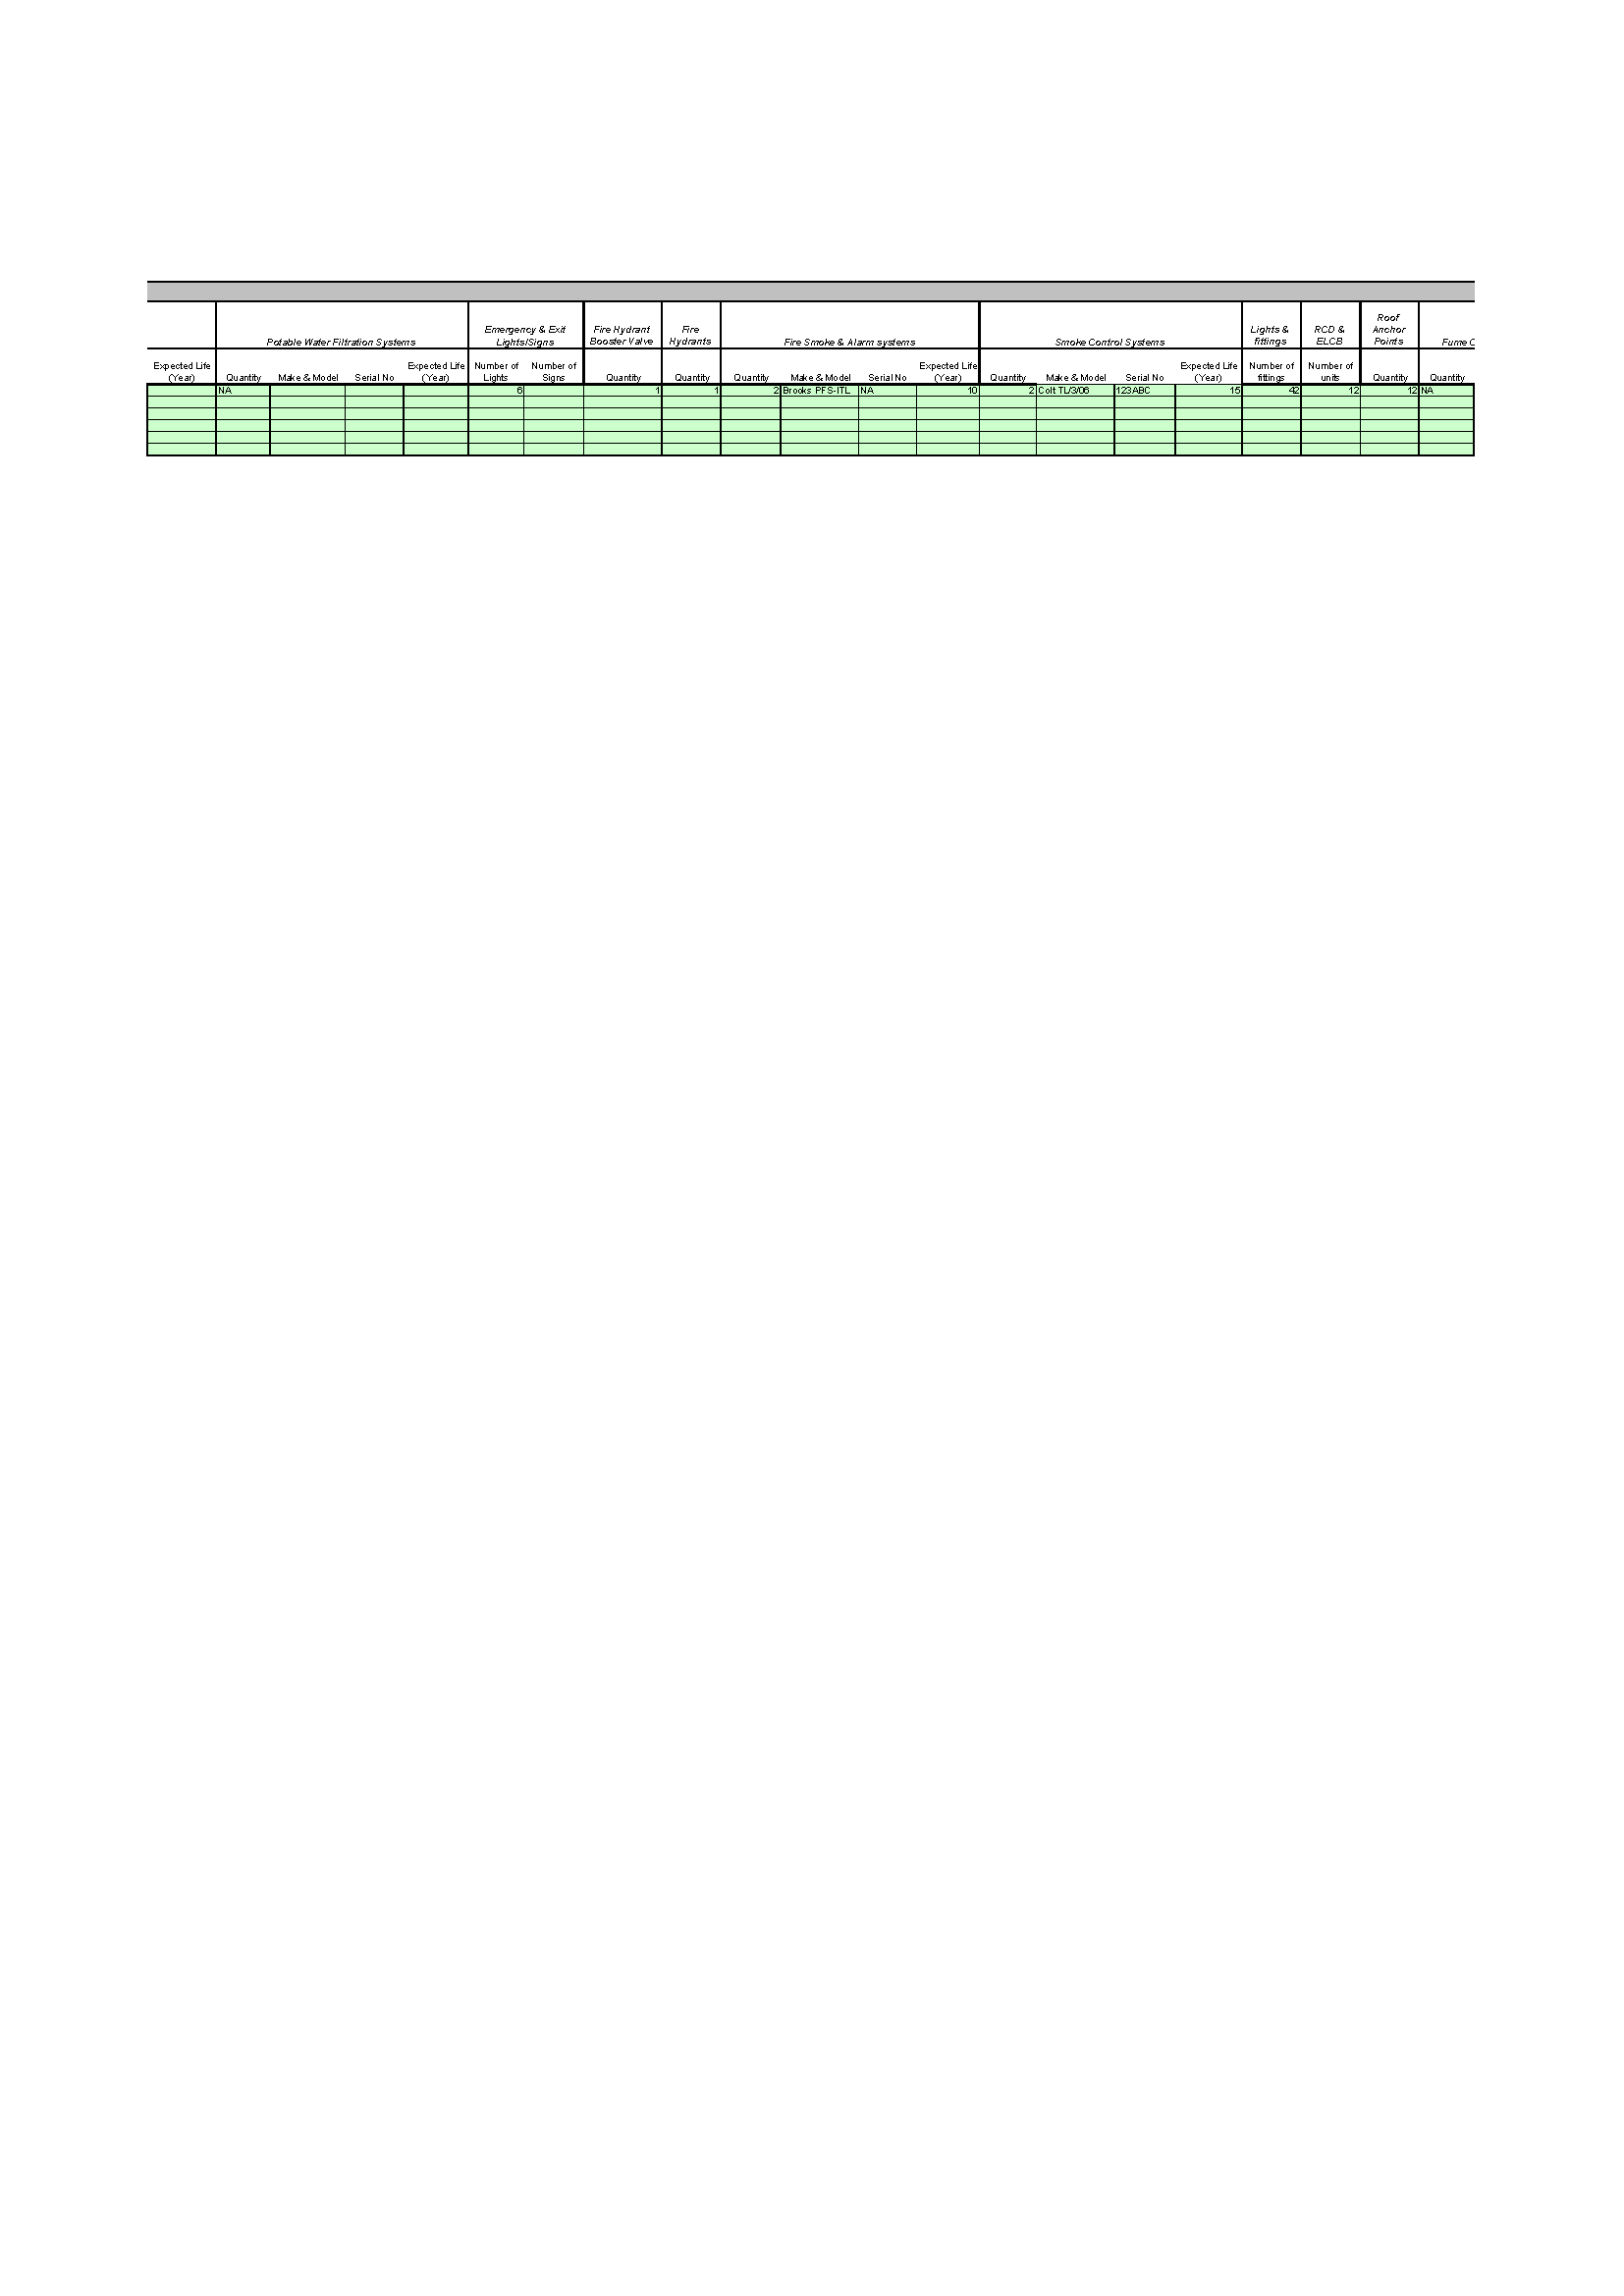 Potable Water Filtration Systems
Emergency & Exit
Lights/Signs
Fire Hydrant
Booster Valve
Fire
Hydrants
Fire Smoke & Alarm systems
Smoke Control Systems
Lights &
fittings
RCD &
ELCB
Roof
Anchor
Points
Fume C
Expected Life
(Year)
Quantity
Make & Model
Serial No
Expected Life
(Year)
Number of
Lights
Number of
Signs
Quantity
Quantity
Quantity
Make & Model
Serial No
Expected Life
(Year)
Quantity
Make & Model
Serial No
Expected Life
(Year)
Number of
fittings
Number of
units
Quantity
Quantity
NA 6 1 1 2 Brooks PFS-ITL NA 10 2 Colt TL/3/06 123ABC 15 42 12 12 NA